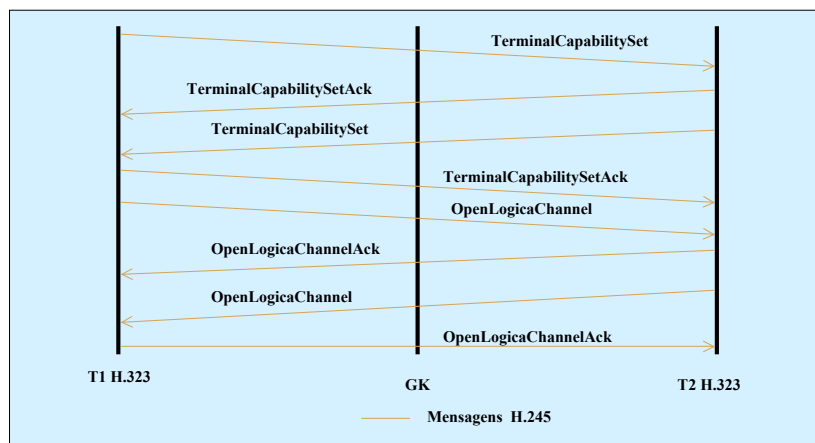 TerminalCapabilitySet
TerminalCapabilitySetAck
TerminalCapabilitySet
TerminalCapabilitySetAck
OpenLogicaChannel
OpenLogicaChannelAck
OpenLogicaChannel
OpenLogicaChannelAck
T1 H.323
GK
T2 H.323
Mensagens H.245